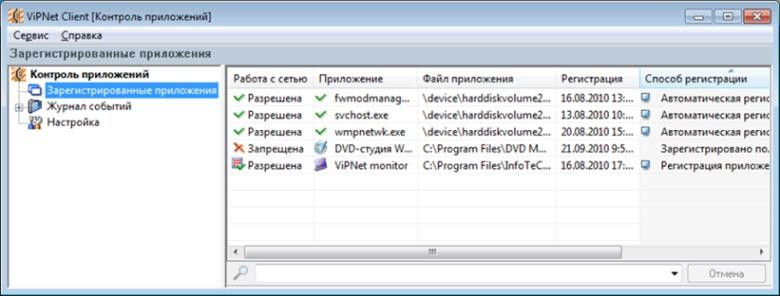 ViPNet Client [Контроль приложений]
Сервис Справка
Зарегистрированные приложения
Контроль приложений
Зарегистрированные приложения
Журнал событий
Настройка
Работа с сетью Приложение Файл приложения Регистрация Способ регистрации
Разрешена fwmodmanag... \device\harddiskvolume2... 16.08.2010 13:... Автоматическая регис
Разрешена svchost.exe \device\harddiskvolume2... 13.08.2010 10:... Автоматическая регис
Разрешена wmpnetwk.exe \device\harddiskvolume2... 20.08.2010 15:... Автоматическая регис
Запрещена DVD-студия W... C:\Program Files\DVD M... 21.09.2010 9:5... Зарегистрировано по.
Разрешена ViPNet monitor C:\Program Files\InfoTeC... 16.08.2010 17:... Регистрация приложе
Отмена